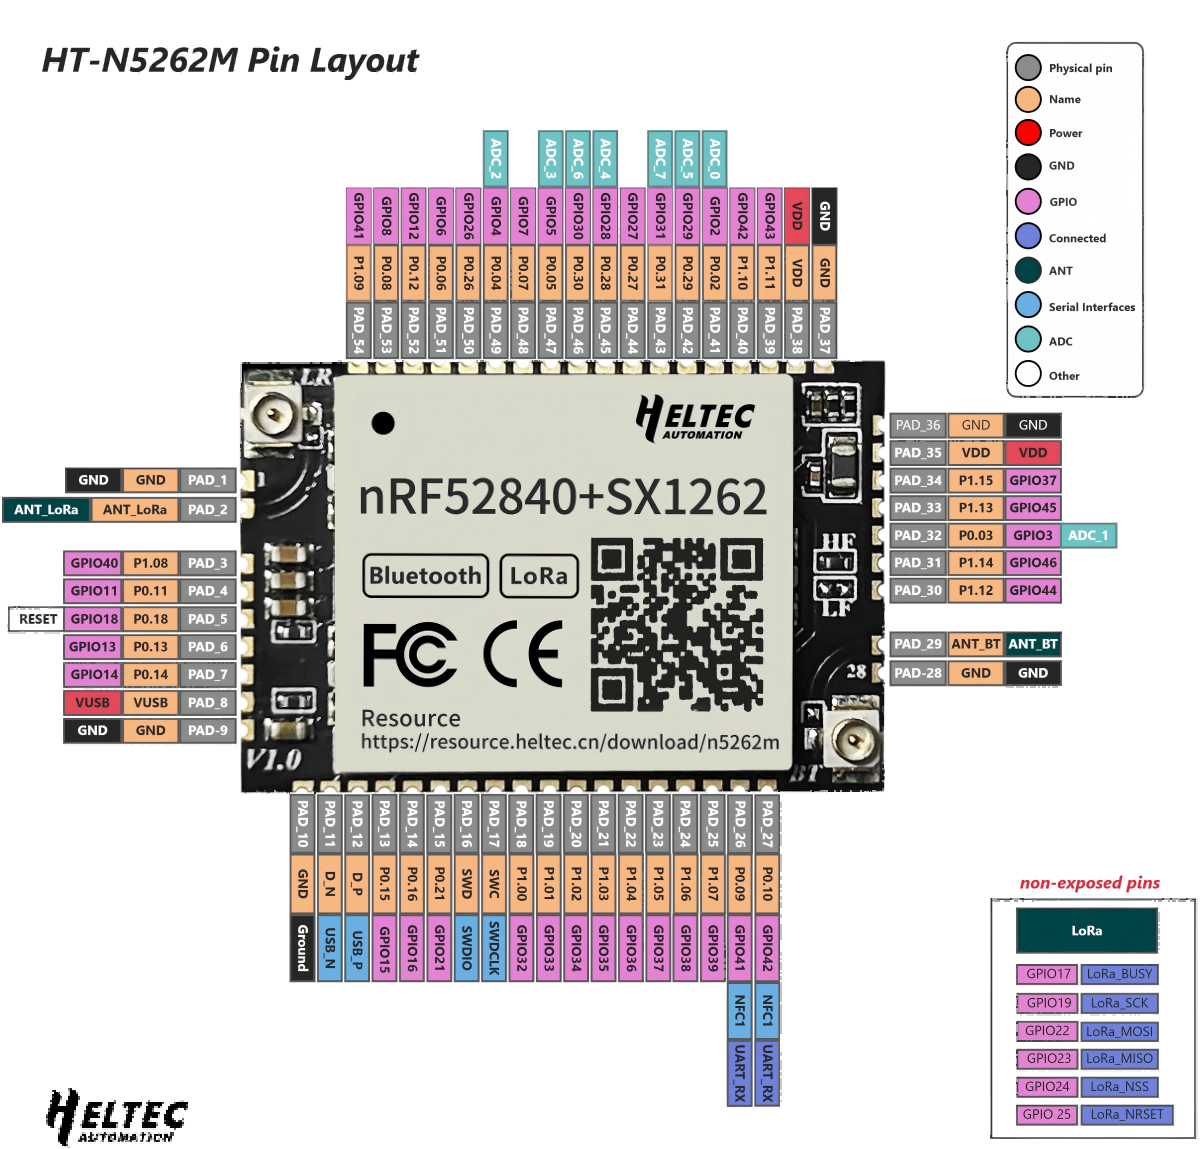 HT-N5262M Pin Layout
Physical pin
Name
Power
GND
GPIO
Connected
ANT
Serial Interfaces
ADC
Other
ADC_2
ADC_3
ADC_6
ADC_4
ADC_7
ADC_5
ADC_0
GPIO41
GPIO8
GPIO12
GPIO6
GPIO26
GPIO4
GPIO7
GPIO5
GPIO30
GPIO28
GPIO27
GPIO31
GPIO29
GPIO2
GPIO42
GPIO43
VDD
GND
P1.09
P0.08
P0.12
P0.06
P0.26
P0.04
P0.07
P0.05
P0.30
P0.28
P0.27
P0.31
P0.29
P0.02
P1.10
P1.11
VDD
GND
PAD_54
PAD_53
PAD_52
PAD_51
PAD_50
PAD_49
PAD_48
PAD_47
PAD_46
PAD_45
PAD_44
PAD_43
PAD_42
PAD_41
PAD_40
PAD_39
PAD_38
PAD_37
GND GND PAD_1
ANT_LoRa ANT_LoRa PAD_2
GPIO40 P1.08 PAD_3
GPIO11 P0.11 PAD_4
RESET GPIO18 P0.18 PAD_5
GPIO13 P0.13 PAD_6
GPIO14 P0.14 PAD_7
VUSB VUSB PAD_8
GND GND PAD-9
LR
1
HELTEC
AUTOMATION
nRF52840+SX1262
Bluetooth
LoRa
FC CE
Resource
https://resource.heltec.cn/download/n5262m
V1.0
HF
LF
28
BT
PAD_36 GND GND
PAD_35 VDD VDD
PAD_34 P1.15 GPIO37
PAD_33 P1.13 GPIO45
PAD_32 P0.03 GPIO3 ADC_1
PAD_31 P1.14 GPIO46
PAD_30 P1.12 GPIO44
PAD_29 ANT_BT ANT_BT
PAD-28 GND GND
PAD_10
PAD_11
PAD_12
PAD_13
PAD_14
PAD_15
PAD_16
PAD_17
PAD_18
PAD_19
PAD_20
PAD_21
PAD_22
PAD_23
PAD_24
PAD_25
PAD_26
PAD_27
GND
D_N
D_P
P0.15
P0.16
P0.21
SWD
SWC
P1.00
P1.01
P1.02
P1.03
P1.04
P1.05
P1.06
P1.07
P0.09
P0.10
Ground
USB_N
USB_P
GPIO15
GPIO16
GPIO21
SWDIO
SWDCLK
GPIO32
GPIO33
GPIO34
GPIO35
GPIO36
GPIO37
GPIO38
GPIO39
GPIO41
GPIO42
NFC1
NFC1
UART_RX
UART_RX
non-exposed pins
LoRa
GPIO17 LoRa_BUSY
GPIO19 LoRa_SCK
GPIO22 LoRa_MOSI
GPIO23 LoRa_MISO
GPIO24 LoRa_NSS
GPIO 25 LoRa_NRSET
HELTEC
AUTOMATION